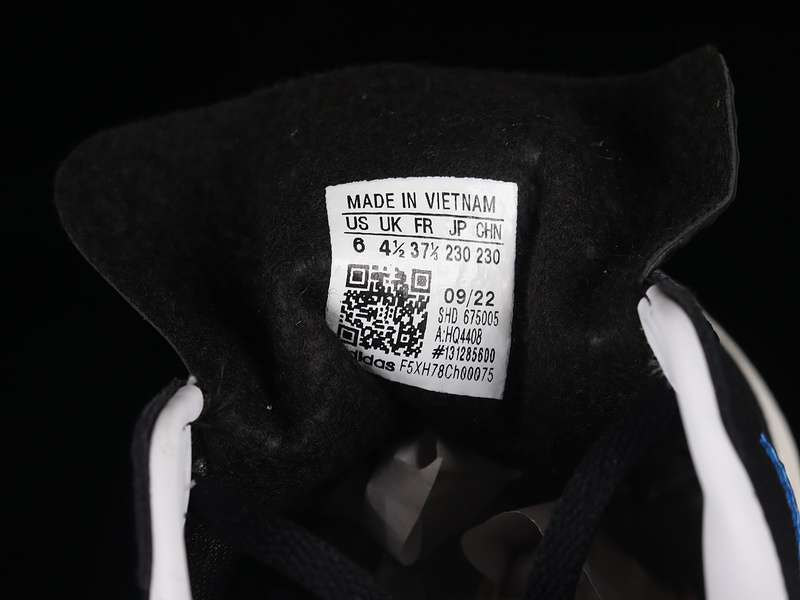 MADE IN VIETNAM
US UK FR JP CHN
6 4½ 37⅓ 230 230
09/22
SHD 675005
A:HQ4408
#131285600
adidas F5XH78Ch00075